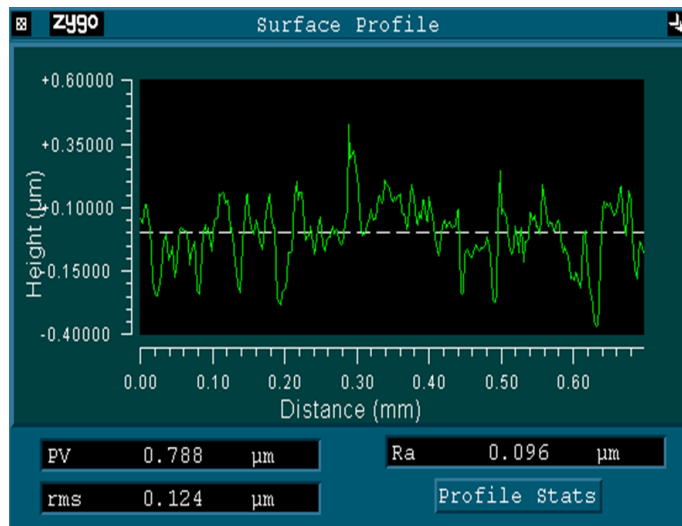 zygo Surface Profile
+0.60000
+0.35000
+0.10000
-0.15000
-0.40000
Height (µm)
0.00 0.10 0.20 0.30 0.40 0.50 0.60
Distance (mm)
PV 0.788 µm
Ra 0.096 µm
rms 0.124 µm
Profile Stats